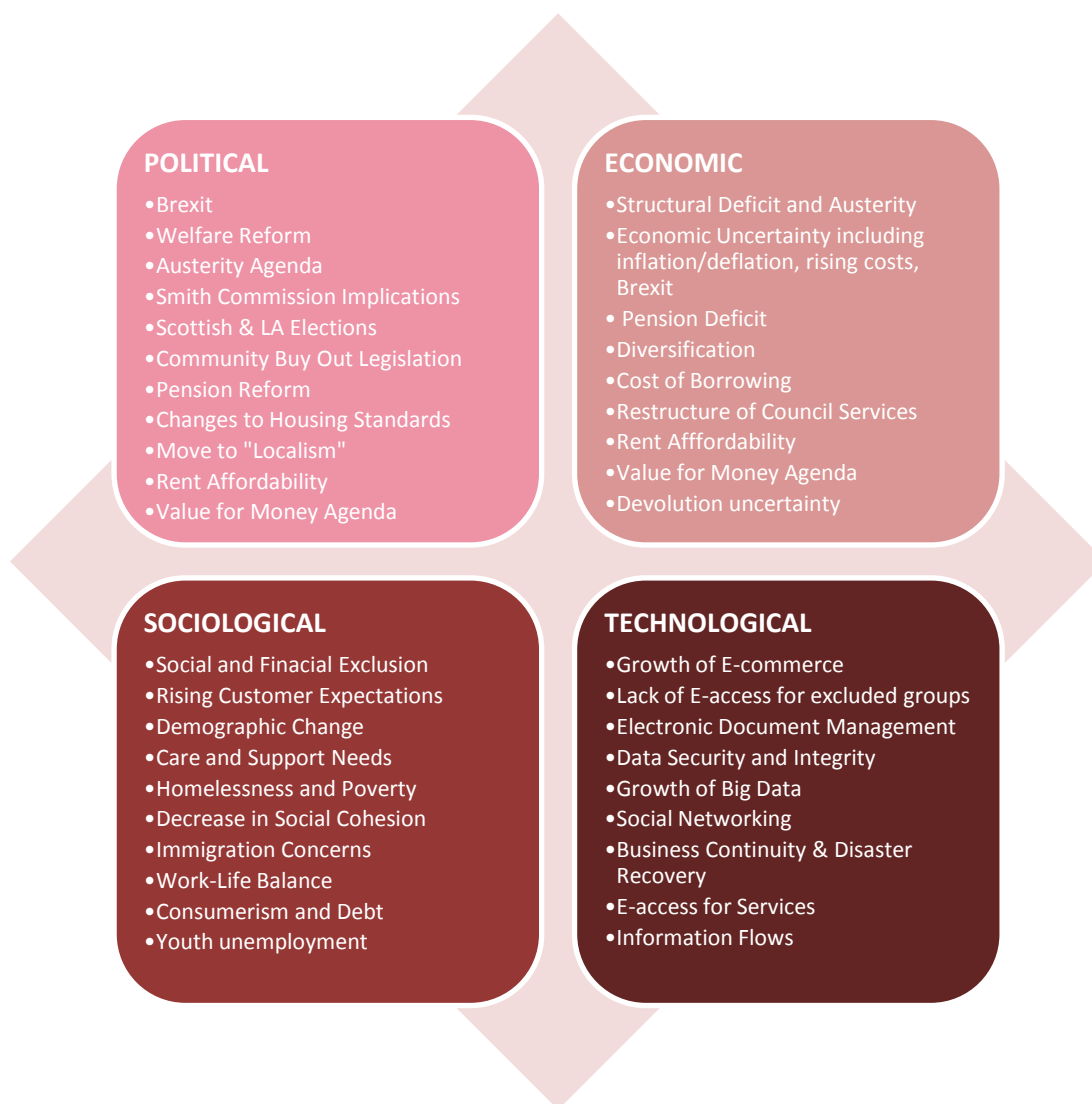 POLITICAL
•Brexit
•Welfare Reform
•Austerity Agenda
•Smith Commission Implications
•Scottish & LA Elections
•Community Buy Out Legislation
•Pension Reform
•Changes to Housing Standards
•Move to "Localism"
•Rent Affordability
•Value for Money Agenda
ECONOMIC
•Structural Deficit and Austerity
•Economic Uncertainty including
inflation/deflation, rising costs,
Brexit
• Pension Deficit
•Diversification
•Cost of Borrowing
•Restructure of Council Services
•Rent Afffordability
•Value for Money Agenda
•Devolution uncertainty
SOCIOLOGICAL
•Social and Finacial Exclusion
•Rising Customer Expectations
•Demographic Change
•Care and Support Needs
•Homelessness and Poverty
•Decrease in Social Cohesion
•Immigration Concerns
•Work-Life Balance
•Consumerism and Debt
•Youth unemployment
TECHNOLOGICAL
•Growth of E-commerce
•Lack of E-access for excluded groups
•Electronic Document Management
•Data Security and Integrity
•Growth of Big Data
•Social Networking
•Business Continuity & Disaster
Recovery
•E-access for Services
•Information Flows